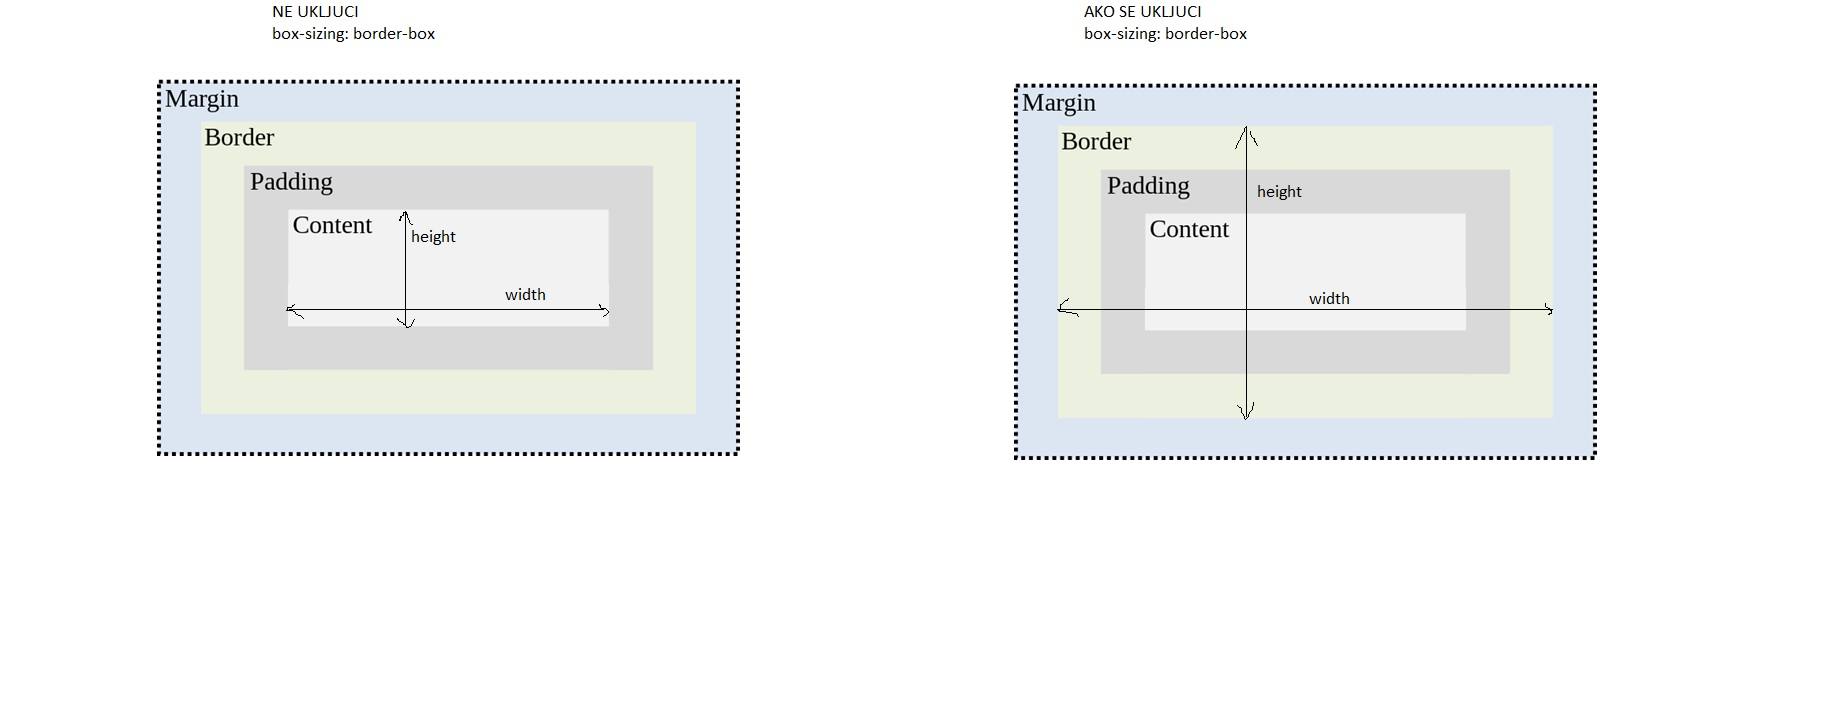 NE UKLJUCI
box-sizing: border-box
Margin
Border
Padding
Content
height
width
AKO SE UKLJUCI
box-sizing: border-box
Margin
Border
Padding
height
Content
width